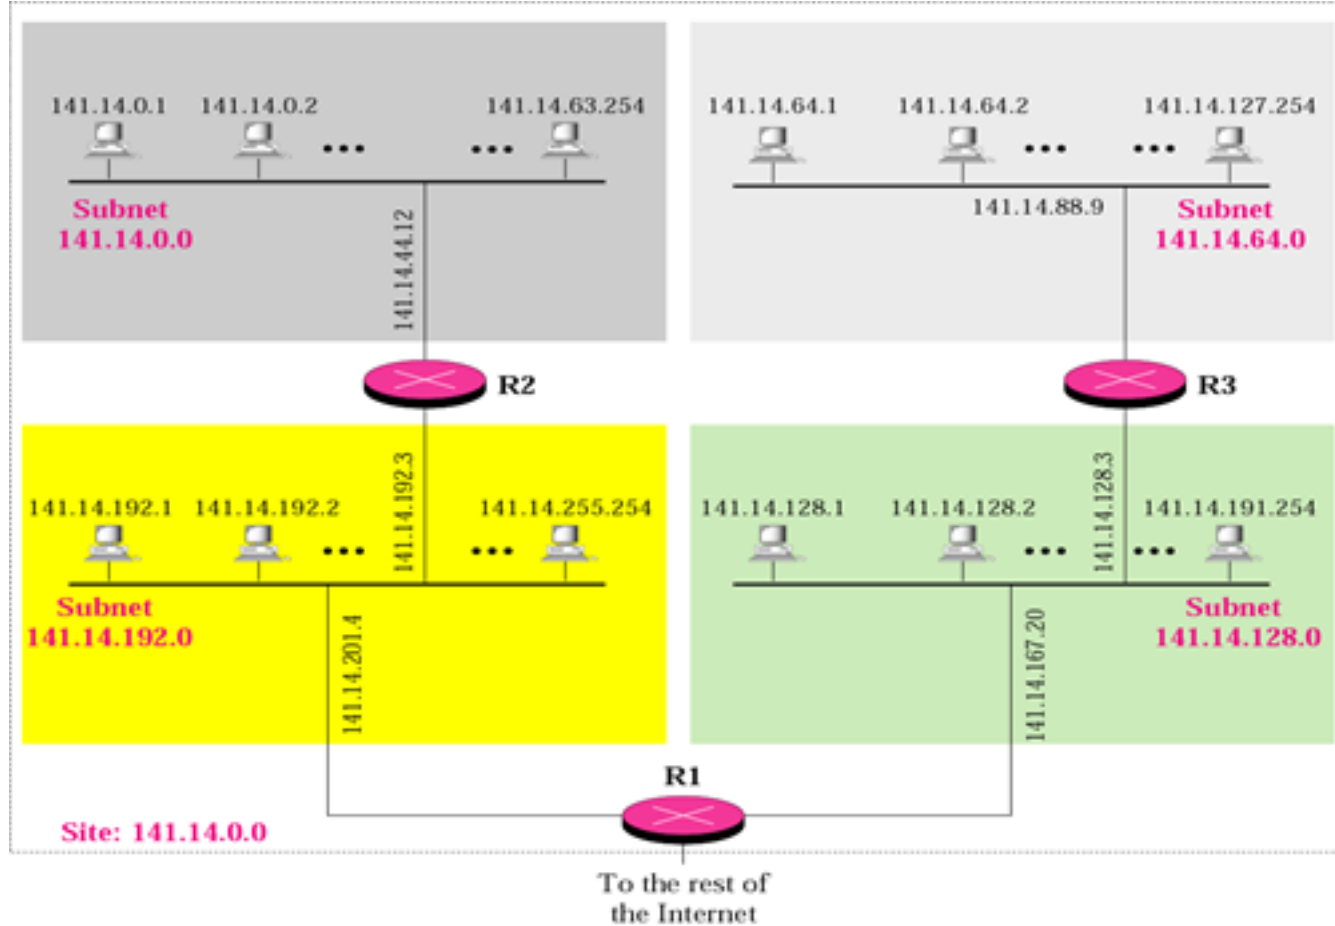 141.14.0.1
141.14.0.2
141.14.63.254
Subnet
141.14.0.0
141.14.44.12
141.14.64.1
141.14.64.2
141.14.127.254
141.14.88.9
Subnet
141.14.64.0
R2
R3
141.14.192.1
141.14.192.2
141.14.192.3
141.14.255.254
Subnet
141.14.192.0
141.14.201.4
141.14.128.1
141.14.128.2
141.14.128.3
141.14.191.254
Subnet
141.14.128.0
141.14.167.20
R1
Site: 141.14.0.0
To the rest of
the Internet